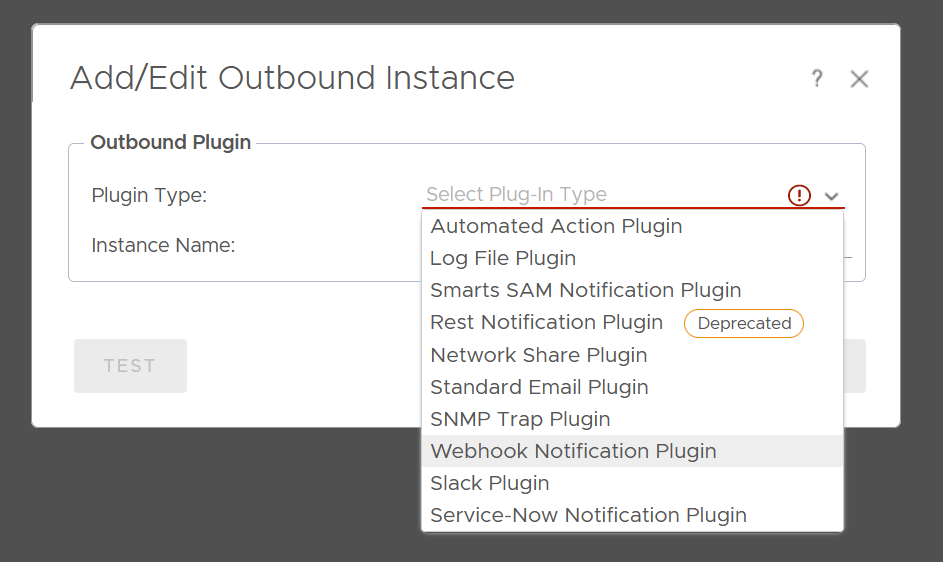 Add/Edit Outbound Instance ?
Outbound Plugin
Plugin Type: Select Plug-In Type
Instance Name:
Automated Action Plugin
Log File Plugin
Smarts SAM Notification Plugin
Rest Notification Plugin Deprecated
Network Share Plugin
Standard Email Plugin
SNMP Trap Plugin
Webhook Notification Plugin
Slack Plugin
Service-Now Notification Plugin
TEST